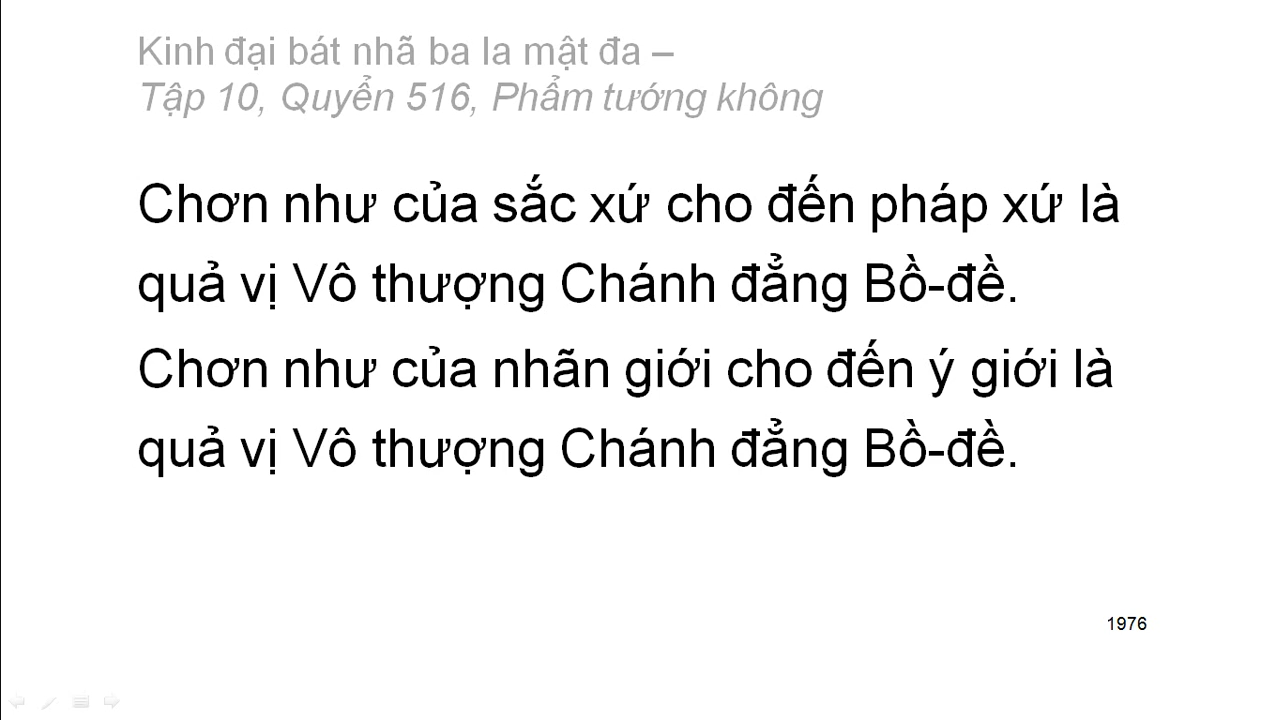 Kinh đại bát nhã ba la mật đa –
Tập 10, Quyển 516, Phẩm tướng không
Chơn như của sắc xứ cho đến pháp xứ là
quả vị Vô thượng Chánh đẳng Bồ-đề.
Chơn như của nhãn giới cho đến ý giới là
quả vị Vô thượng Chánh đẳng Bồ-đề.
1976